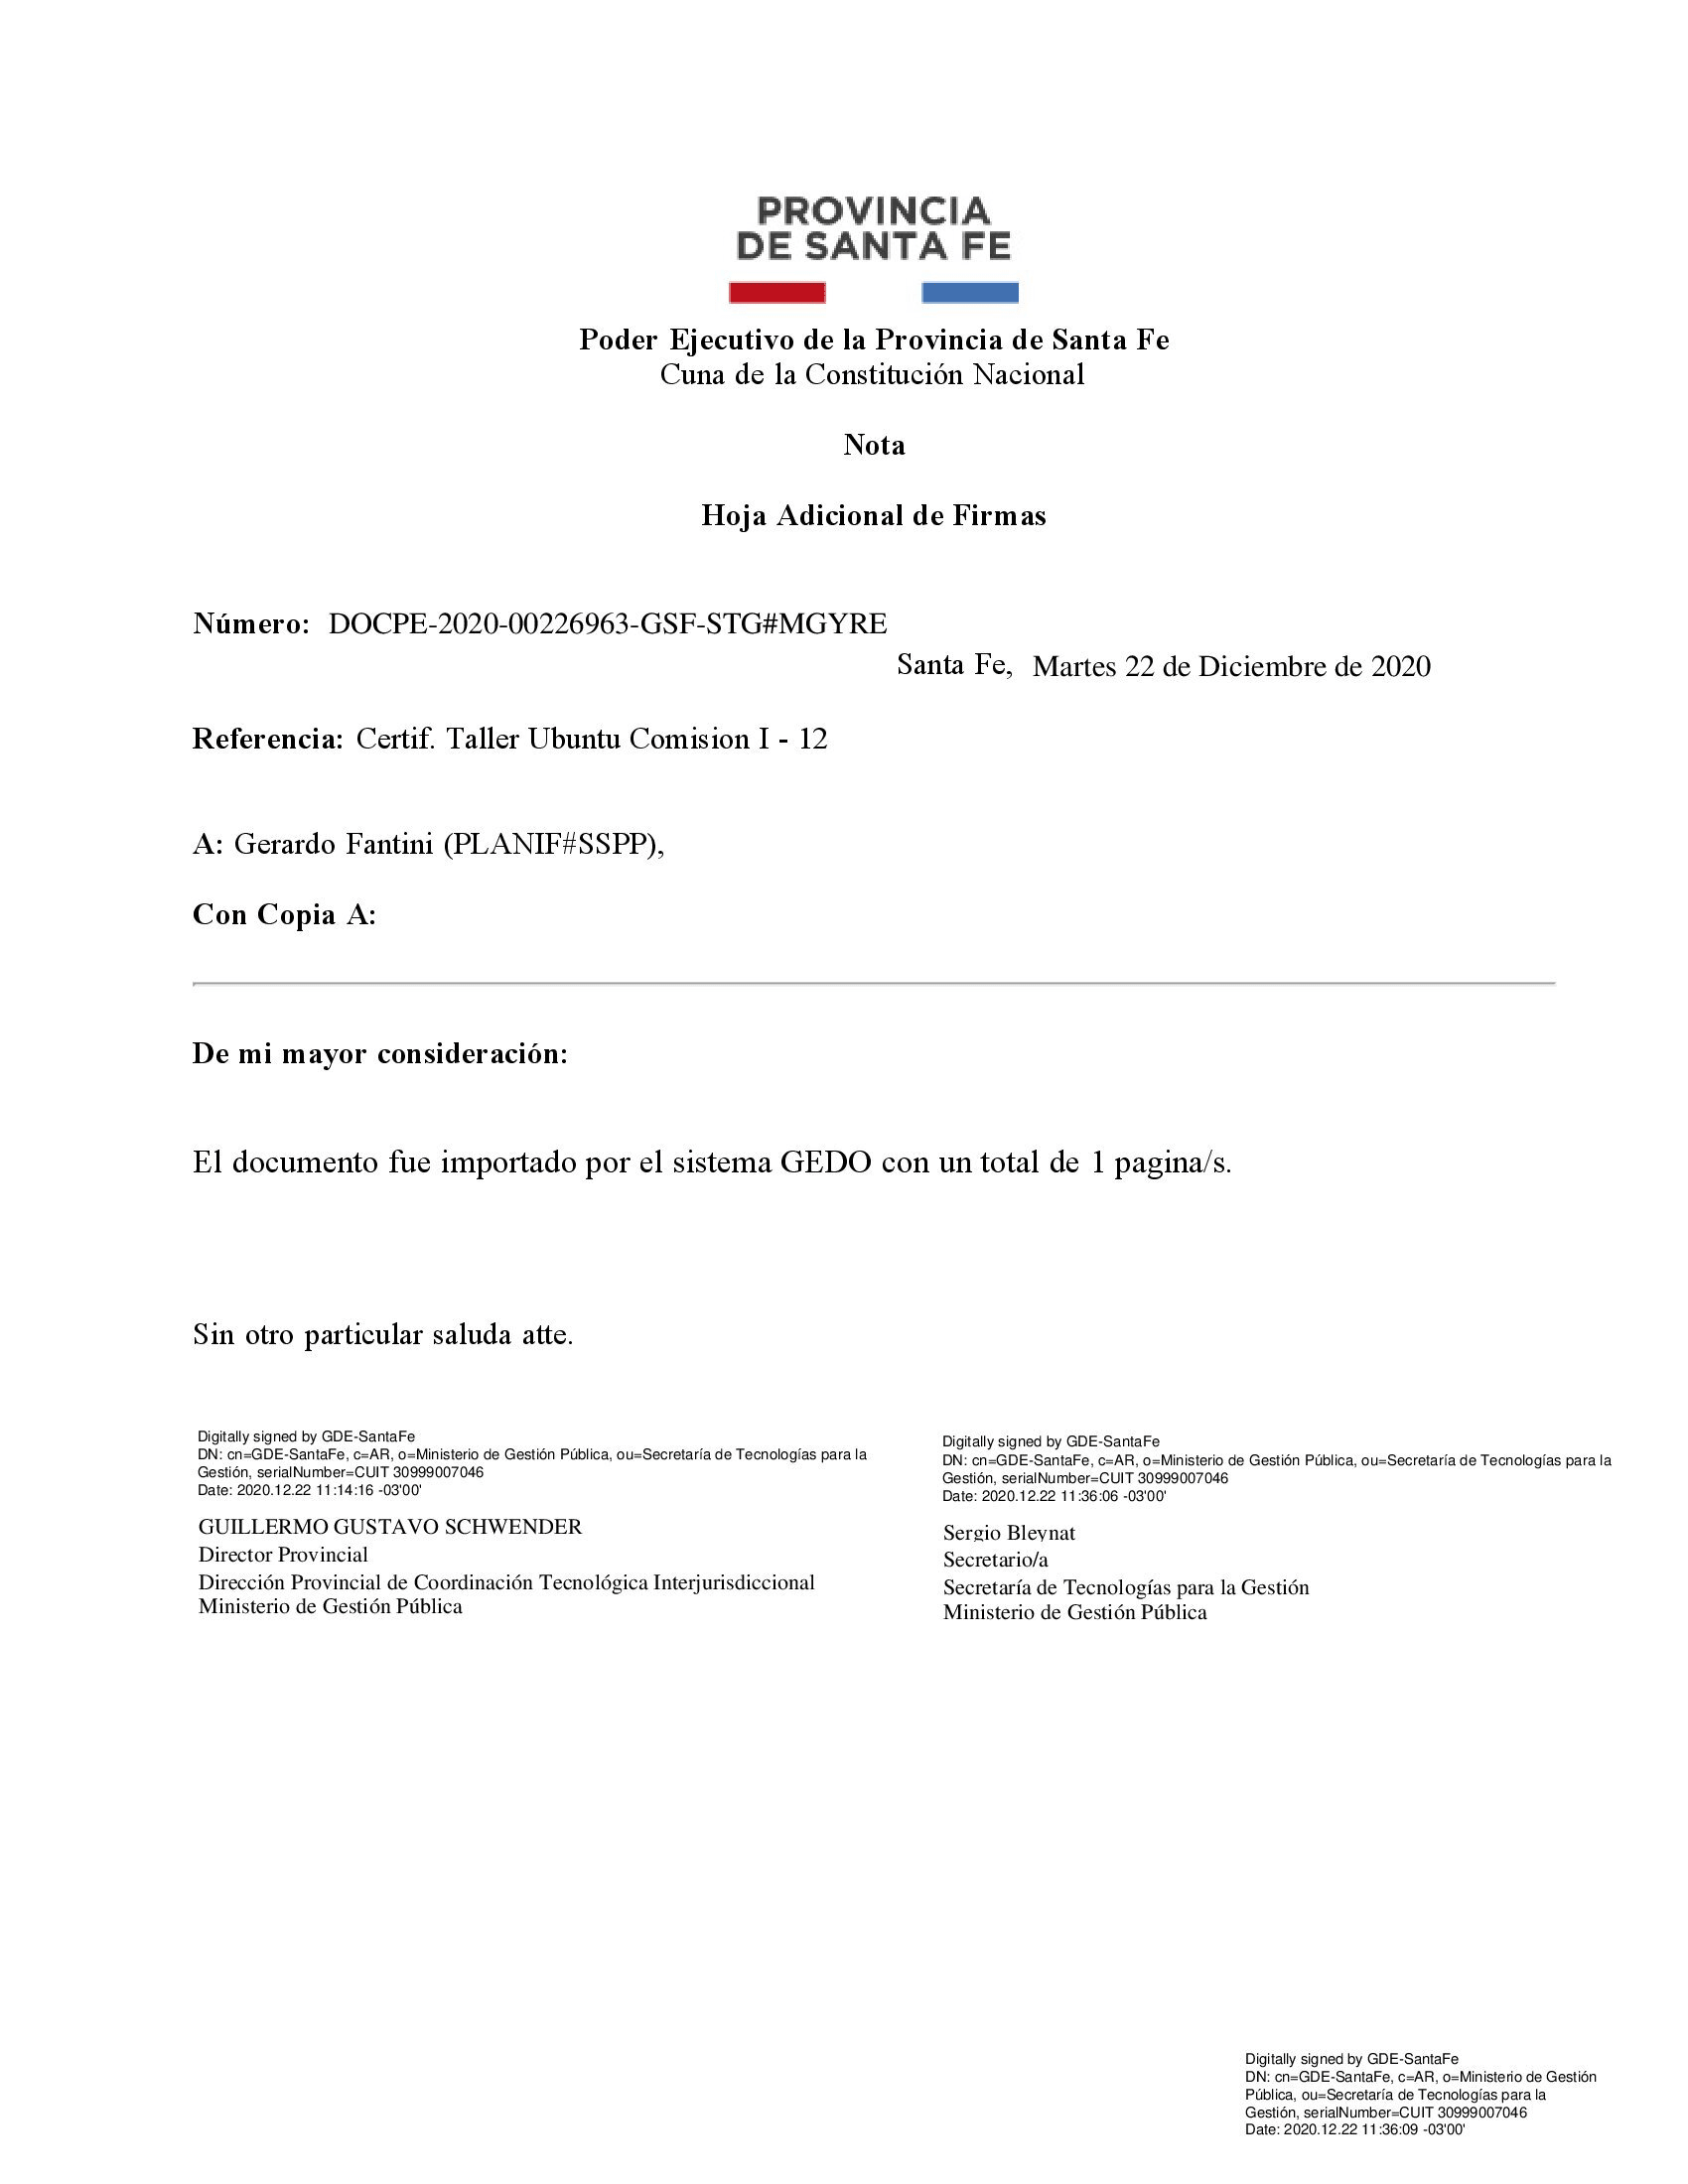 PROVINCIA
DE SANTA FE
Poder Ejecutivo de la Provincia de Santa Fe
Cuna de la Constitución Nacional
Nota
Hoja Adicional de Firmas
Número: DOCPE-2020-00226963-GSF-STG#MGYRE
Santa Fe, Martes 22 de Diciembre de 2020
Referencia: Certif. Taller Ubuntu Comision I - 12
A: Gerardo Fantini (PLANIF#SSPP),
Con Copia A:
De mi mayor consideración:
El documento fue importado por el sistema GEDO con un total de 1 pagina/s.
Sin otro particular saluda atte.
Digitally signed by GDE-SantaFe
DN: cn=GDE-SantaFe, c=AR, o=Ministerio de Gestión Pública, ou=Secretaría de Tecnologías para la
Gestión, serialNumber=CUIT 30999007046
Date: 2020.12.22 11:14:16 -03'00'
GUILLERMO GUSTAVO SCHWENDER
Director Provincial
Dirección Provincial de Coordinación Tecnológica Interjurisdiccional
Ministerio de Gestión Pública
Digitally signed by GDE-SantaFe
DN: cn=GDE-SantaFe, c=AR, o=Ministerio de Gestión Pública, ou=Secretaría de Tecnologías para la
Gestión, serialNumber=CUIT 30999007046
Date: 2020.12.22 11:36:06 -03'00'
Sergio Bleynat
Secretario/a
Secretaría de Tecnologías para la Gestión
Ministerio de Gestión Pública
Digitally signed by GDE-SantaFe
DN: cn=GDE-SantaFe, c=AR, o=Ministerio de Gestión
Pública, ou=Secretaría de Tecnologías para la
Gestión, serialNumber=CUIT 30999007046
Date: 2020.12.22 11:36:09 -03'00'